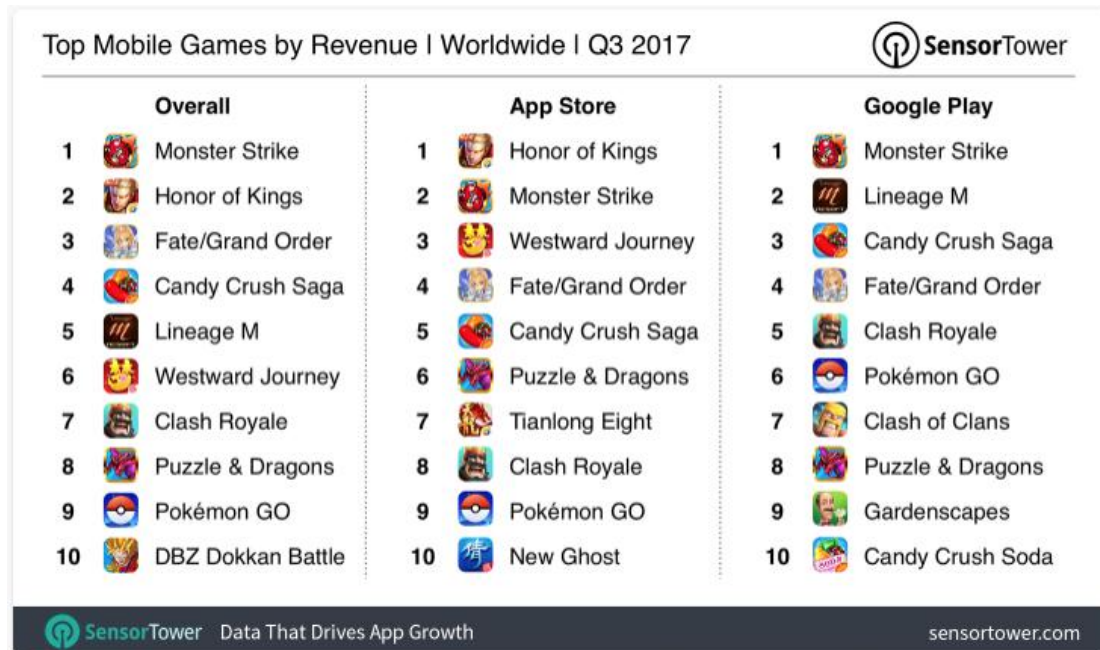 Top Mobile Games by Revenue | Worldwide | Q3 2017
SensorTower
Overall
1 Monster Strike
2 Honor of Kings
3 Fate/Grand Order
4 Candy Crush Saga
5 Lineage M
6 Westward Journey
7 Clash Royale
8 Puzzle & Dragons
9 Pokémon GO
10 DBZ Dokkan Battle
App Store
1 Honor of Kings
2 Monster Strike
3 Westward Journey
4 Fate/Grand Order
5 Candy Crush Saga
6 Puzzle & Dragons
7 Tianlong Eight
8 Clash Royale
9 Pokémon GO
10 New Ghost
Google Play
1 Monster Strike
2 Lineage M
3 Candy Crush Saga
4 Fate/Grand Order
5 Clash Royale
6 Pokémon GO
7 Clash of Clans
8 Puzzle & Dragons
9 Gardenscapes
10 Candy Crush Soda
SensorTower Data That Drives App Growth
sensortower.com